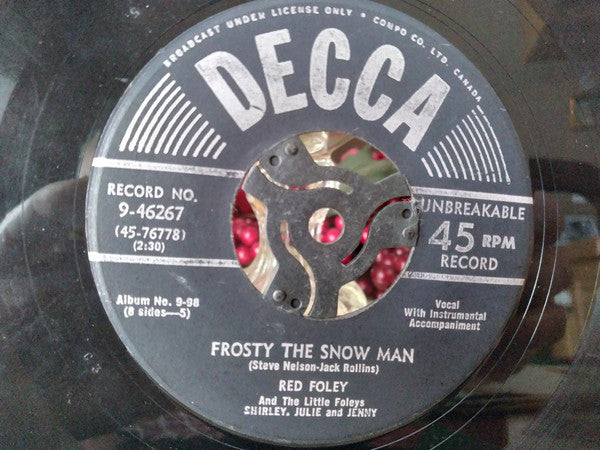 BROADCAST UNDER LICENSE ONLY • COMPO CO. LTD. CANADA.
DECCA
RECORD NO.
9-46267
(45-76778)
(2:30)
UNBREAKABLE
45 RPM
RECORD
Album No. 9-98
(8 sides—5)
Vocal
With Instrumental
Accompaniment
FROSTY THE SNOW MAN
(Steve Nelson-Jack Rollins)
RED FOLEY
And The Little Foleys
SHIRLEY, JULIE and JENNY